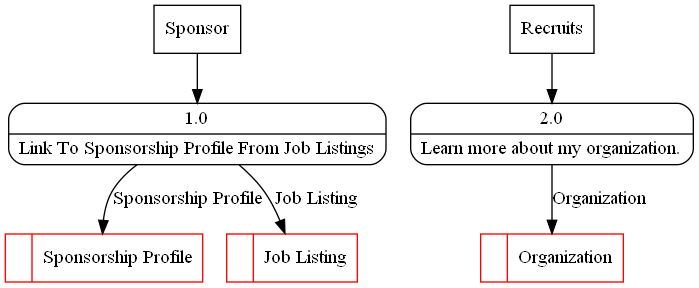 Sponsor
Recruits
1.0
Link To Sponsorship Profile From Job Listings
2.0
Learn more about my organization.
Sponsorship Profile
Job Listing
Organization
Sponsorship Profile
Job Listing
Organization